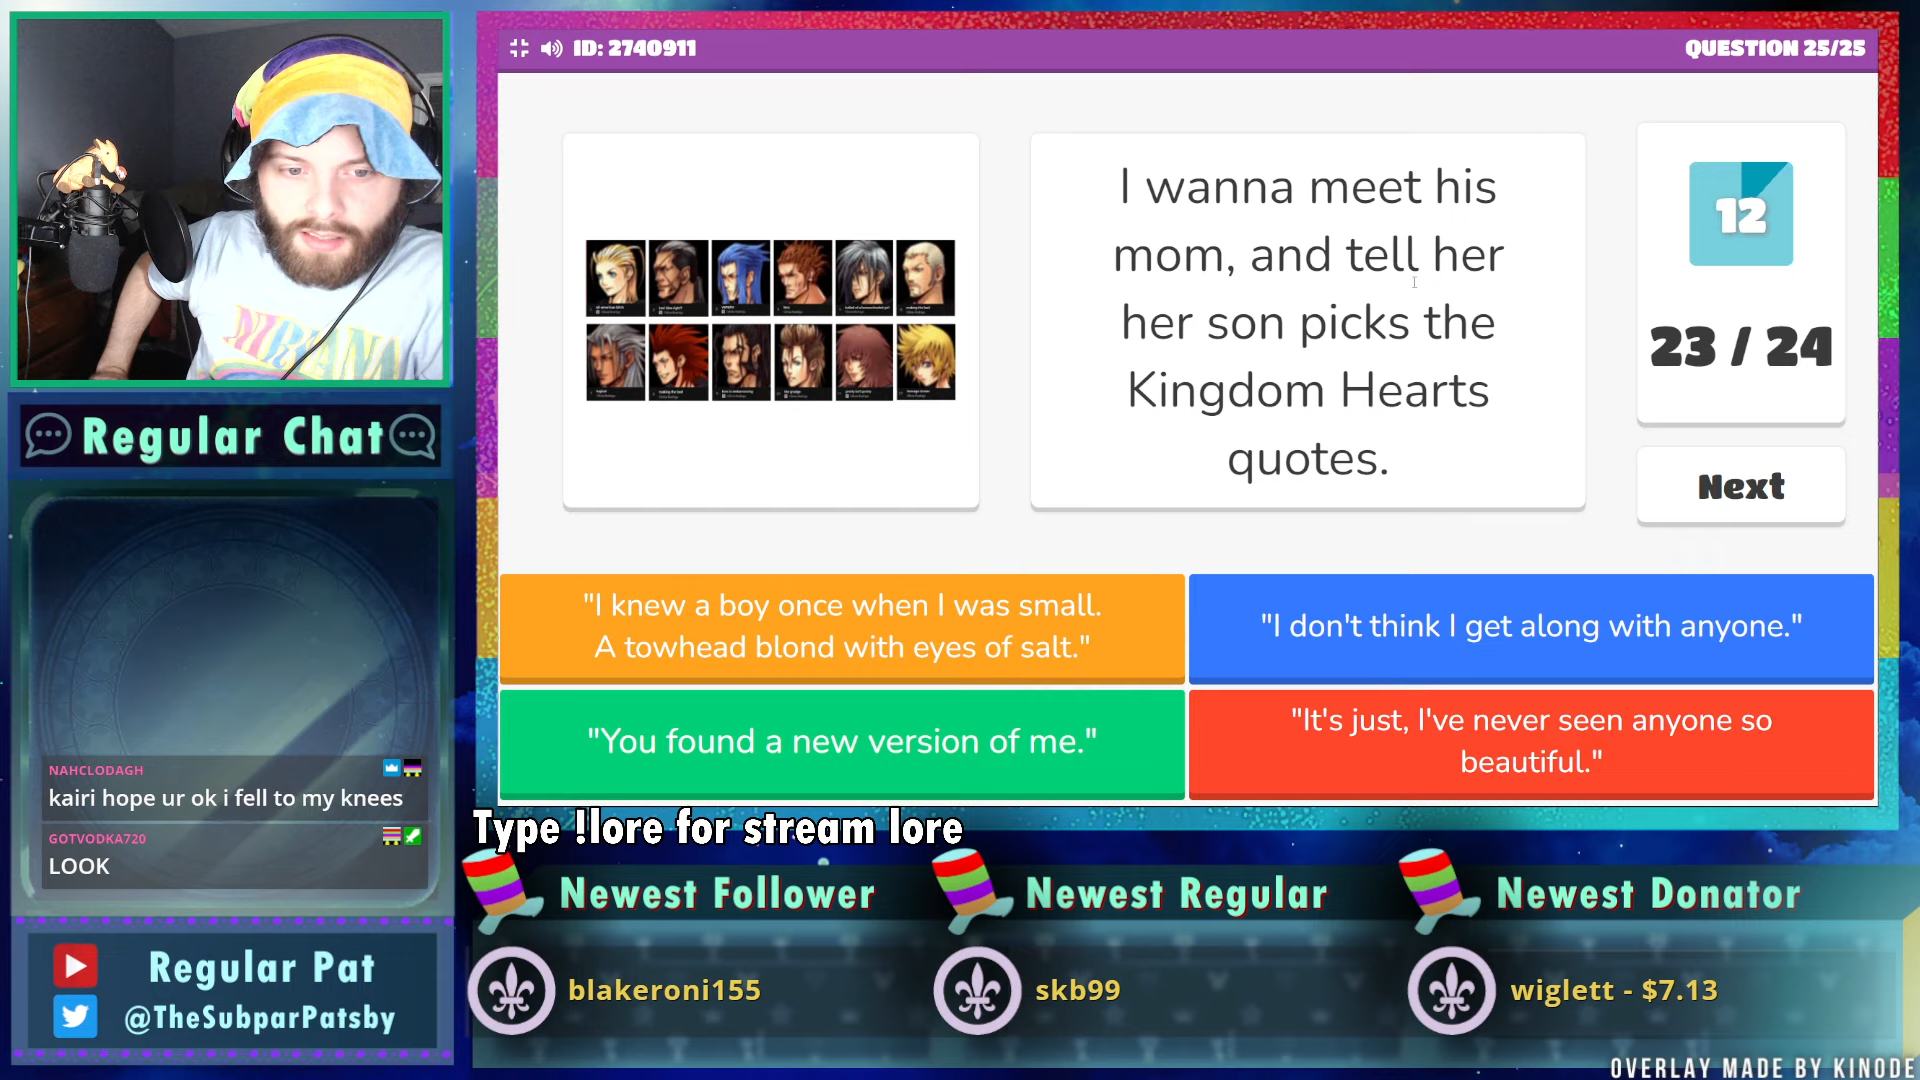 ID: 2740911
QUESTION 25/25
I wanna meet his
mom, and tell her
her son picks the
Kingdom Hearts
quotes.
12
23 / 24
Next
"I knew a boy once when I was small.
A towhead blond with eyes of salt."
"I don't think I get along with anyone."
"You found a new version of me."
"It's just, I've never seen anyone so
beautiful."
NIRVANA
Regular Chat
NAHCLODAGH
kairi hope ur ok i fell to my knees
GOTVODKA720
LOOK
Regular Pat
@TheSubparPatsby
Type !lore for stream lore
Newest Follower
blakeroni155
Newest Regular
skb99
Newest Donator
wiglett - $7.13
OVERLAY MADE BY KINODE